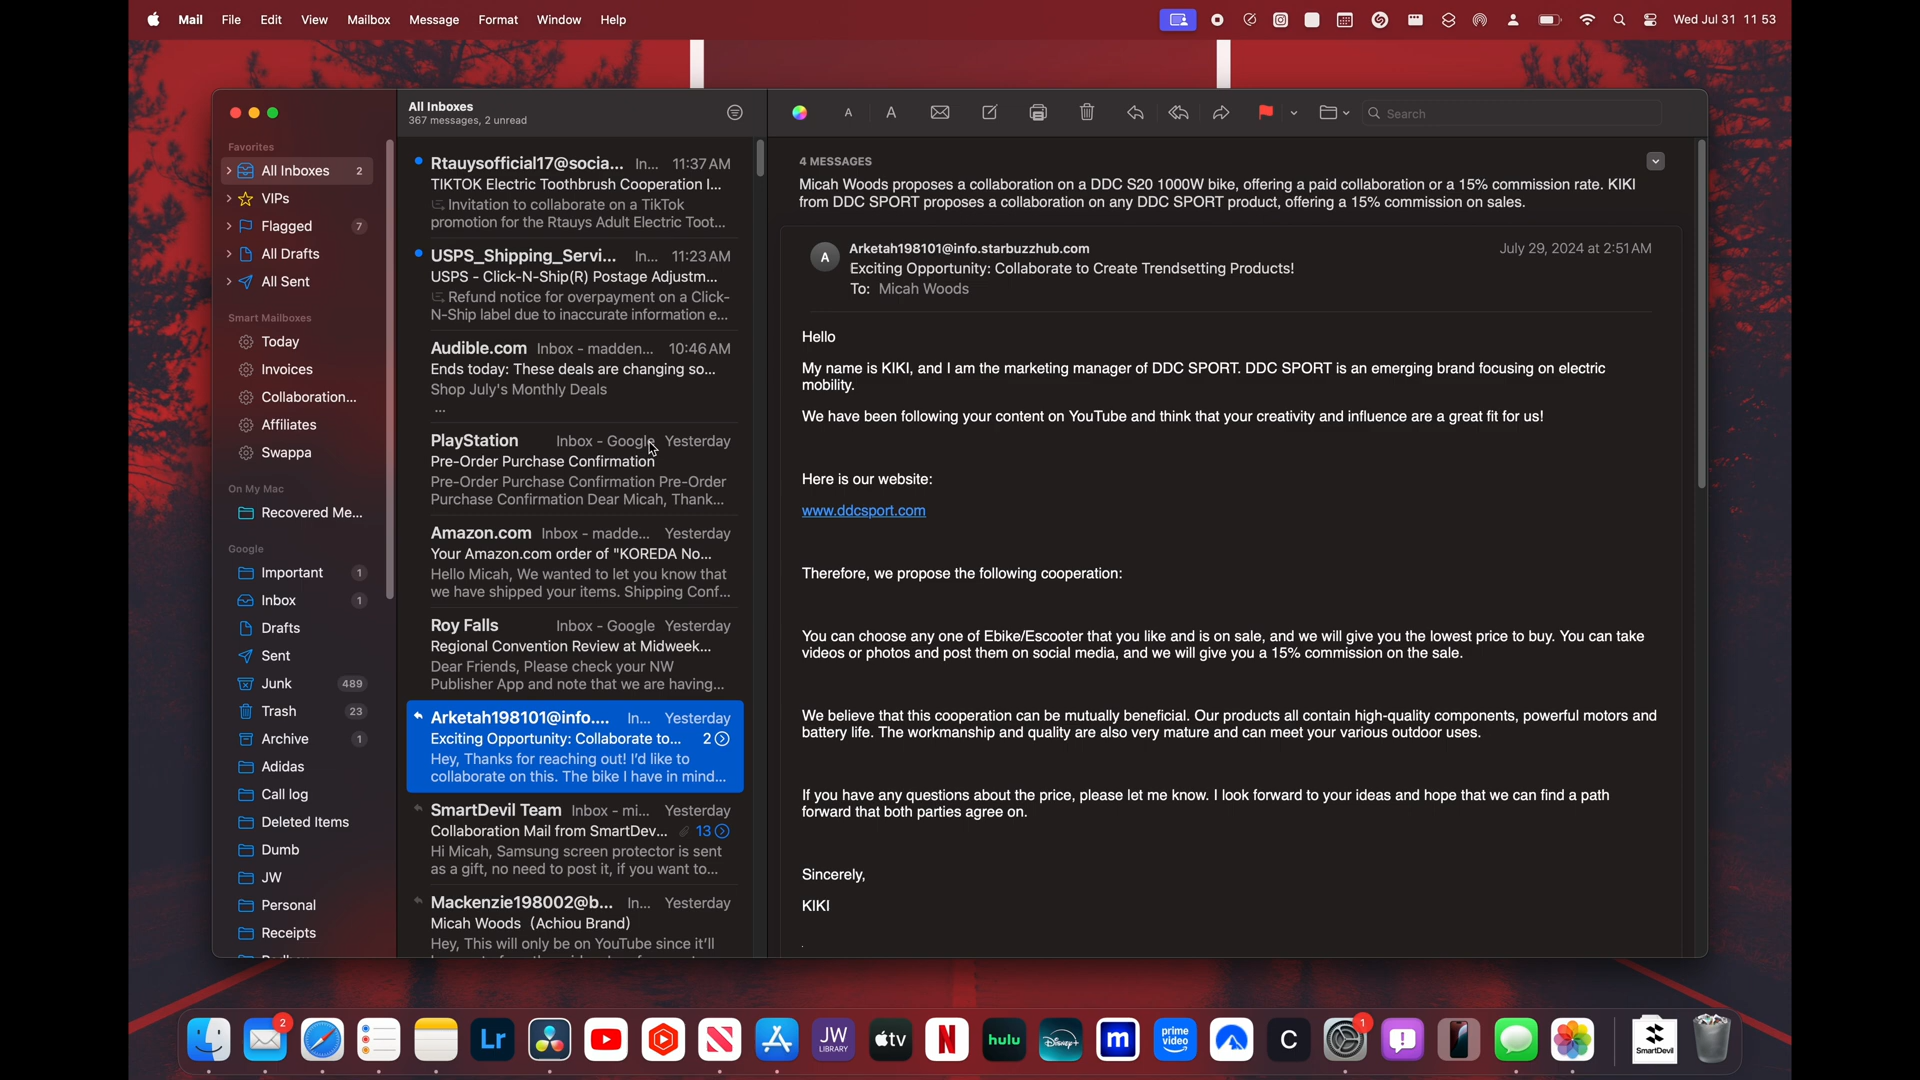 Mail File Edit View Mailbox Message Format Window Help Wed Jul 31 11 53
Favorites
All Inboxes 2
VIPs
Flagged 7
All Drafts
All Sent
Smart Mailboxes
Today
Invoices
Collaboration...
Affiliates
Swappa
On My Mac
Recovered Me...
Google
Important 1
Inbox 1
Drafts
Sent
Junk 489
Trash 23
Archive 1
Adidas
Call log
Deleted Items
Dumb
JW
Personal
Receipts
All Inboxes
367 messages, 2 unread
Rtauysofficial17@socia... In... 11:37 AM
TIKTOK Electric Toothbrush Cooperation I...
Invitation to collaborate on a TikTok
promotion for the Rtauys Adult Electric Toot...
USPS_Shipping_Servi... In... 11:23 AM
USPS - Click-N-Ship(R) Postage Adjustm...
Refund notice for overpayment on a Click-
N-Ship label due to inaccurate information e...
Audible.com Inbox - madden... 10:46 AM
Ends today: These deals are changing so...
Shop July's Monthly Deals
...
PlayStation Inbox - Google Yesterday
Pre-Order Purchase Confirmation
Pre-Order Purchase Confirmation Pre-Order
Purchase Confirmation Dear Micah, Thank...
Amazon.com Inbox - madde... Yesterday
Your Amazon.com order of "KOREDA No...
Hello Micah, We wanted to let you know that
we have shipped your items. Shipping Conf...
Roy Falls Inbox - Google Yesterday
Regional Convention Review at Midweek...
Dear Friends, Please check your NW
Publisher App and note that we are having...
Arketah198101@info.... In... Yesterday
Exciting Opportunity: Collaborate to... 2
Hey, Thanks for reaching out! I'd like to
collaborate on this. The bike I have in mind...
SmartDevil Team Inbox - mi... Yesterday
Collaboration Mail from SmartDev... 13
Hi Micah, Samsung screen protector is sent
as a gift, no need to post it, if you want to...
Mackenzie198002@b... In... Yesterday
Micah Woods (Achiou Brand)
Hey, This will only be on YouTube since it'll
A A Search
4 MESSAGES
Micah Woods proposes a collaboration on a DDC S20 1000W bike, offering a paid collaboration or a 15% commission rate. KIKI
from DDC SPORT proposes a collaboration on any DDC SPORT product, offering a 15% commission on sales.
A
Arketah198101@info.starbuzzhub.com July 29, 2024 at 2:51 AM
Exciting Opportunity: Collaborate to Create Trendsetting Products!
To: Micah Woods
Hello
My name is KIKI, and I am the marketing manager of DDC SPORT. DDC SPORT is an emerging brand focusing on electric
mobility.
We have been following your content on YouTube and think that your creativity and influence are a great fit for us!
Here is our website:
www.ddcsport.com
Therefore, we propose the following cooperation:
You can choose any one of Ebike/Escooter that you like and is on sale, and we will give you the lowest price to buy. You can take
videos or photos and post them on social media, and we will give you a 15% commission on the sale.
We believe that this cooperation can be mutually beneficial. Our products all contain high-quality components, powerful motors and
battery life. The workmanship and quality are also very mature and can meet your various outdoor uses.
If you have any questions about the price, please let me know. I look forward to your ideas and hope that we can find a path
forward that both parties agree on.
Sincerely,
KIKI
.
2 Lr JW LIBRARY tv N hulu Disney+ m prime video C 1 SmartDevil